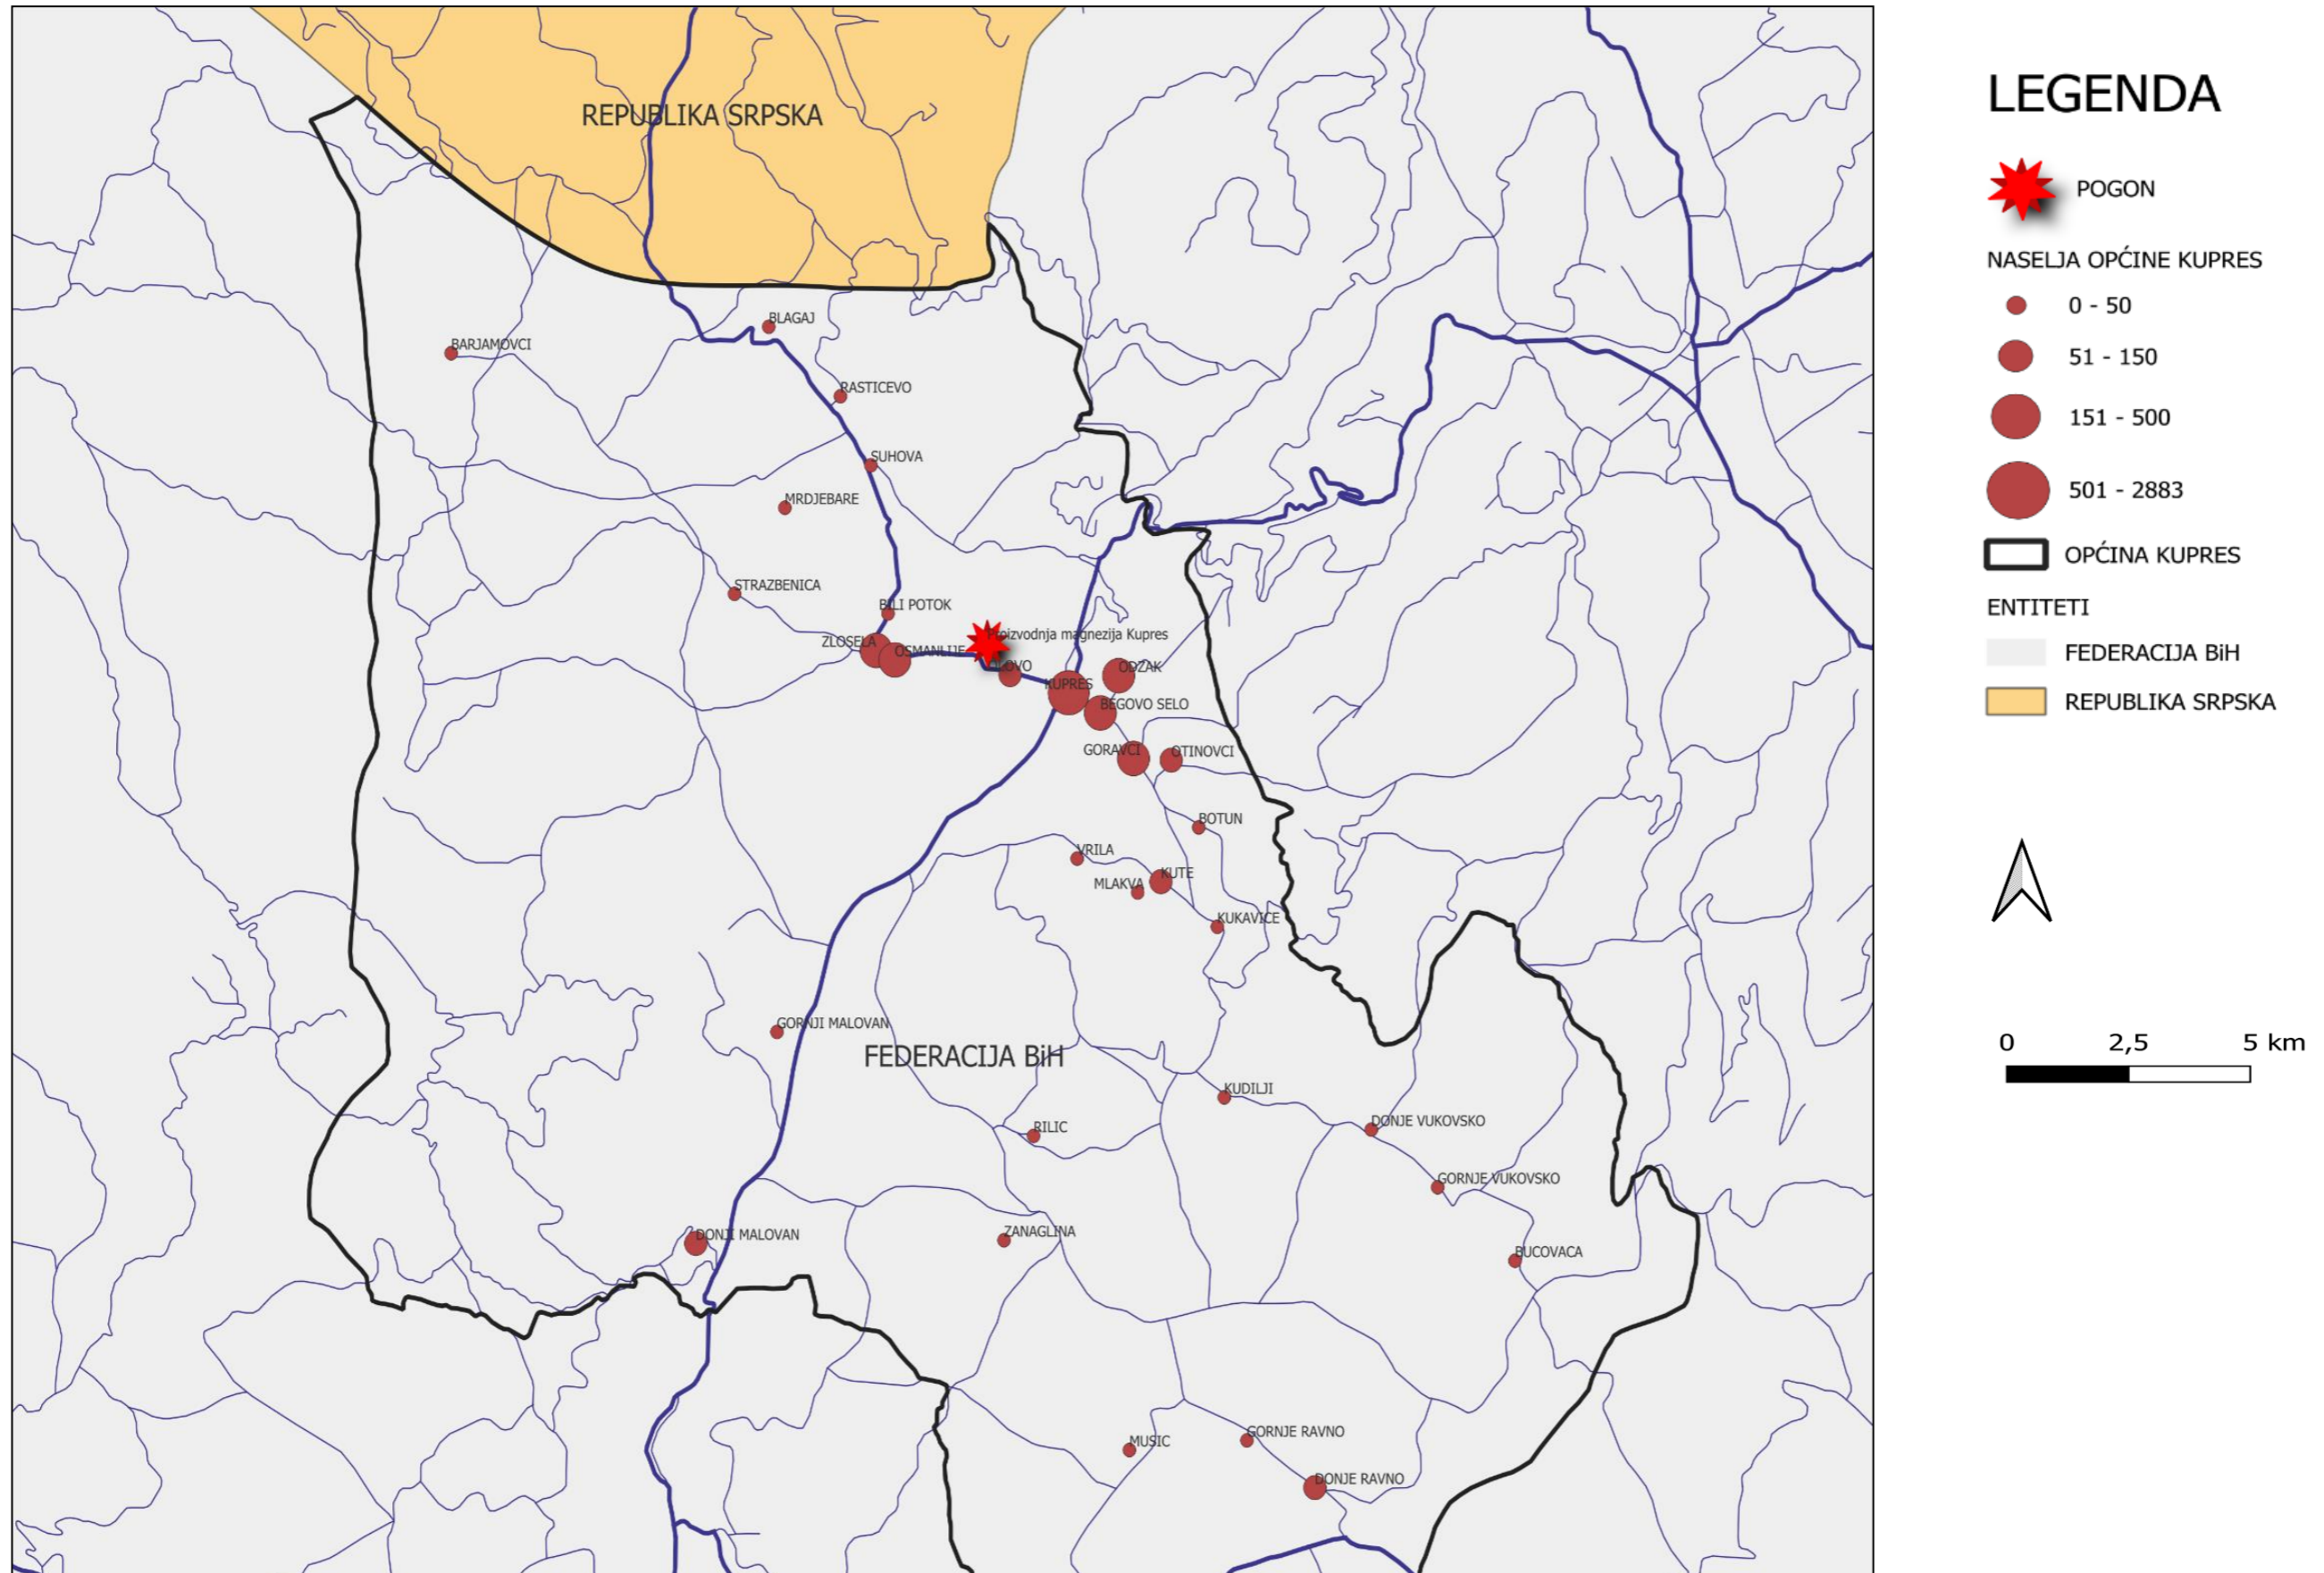 REPUBLIKA SRPSKA
BLAGAJ
BARJAMOVCI
RASTICEVO
SUHOVA
MRDJEBARE
STRAZBENICA
BILI POTOK
Proizvodnja magnezija Kupres
ZLOSELA
OSMANLIJE
ODZAK
KUPRES
BEGOVO SELO
GORAVCI
OTINOVCI
BOTUN
VRILA
KUTE
MLAKVA
KUKAVICE
GORNJI MALOVAN
FEDERACIJA BiH
KUDILJI
DONJE VUKOVSKO
RILIC
GORNJE VUKOVSKO
ZANAGLINA
DONJI MALOVAN
BUCOVACA
GORNJE RAVNO
MUSIC
DONJE RAVNO
LEGENDA
POGON
NASELJA OPĆINE KUPRES
0 - 50
51 - 150
151 - 500
501 - 2883
OPĆINA KUPRES
ENTITETI
FEDERACIJA BiH
REPUBLIKA SRPSKA
0 2,5 5 km